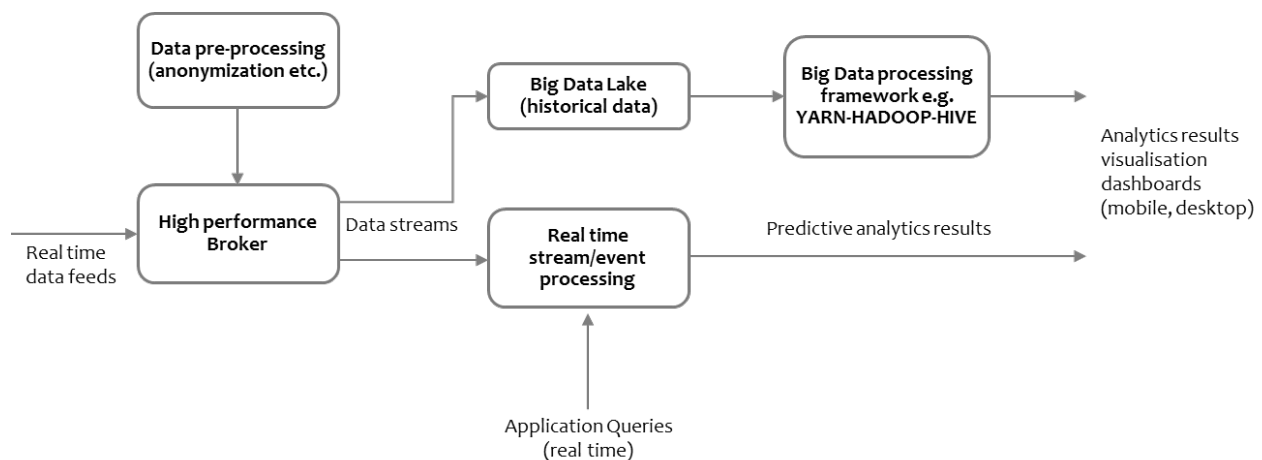 Data pre-processing
(anonymization etc.)
Big Data Lake
(historical data)
Big Data processing
framework e.g.
YARN-HADOOP-HIVE
Analytics results
visualisation
dashboards
(mobile, desktop)
High performance
Broker
Data streams
Real time
data feeds
Real time
stream/event
processing
Predictive analytics results
Application Queries
(real time)